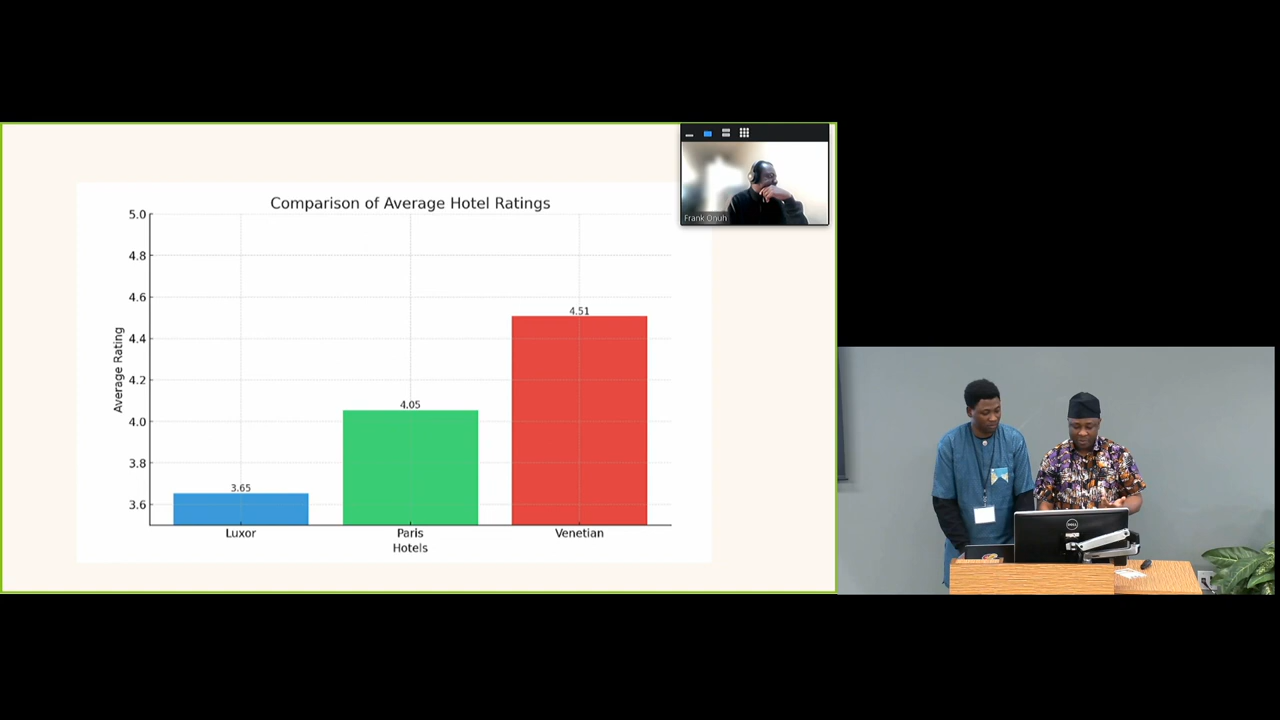 Comparison of Average Hotel Ratings
5.0
4.8
4.6
4.4
4.2
4.0
3.8
3.6
Average Rating
3.65
4.05
4.51
Luxor
Paris
Venetian
Hotels
Frank Onuh
DELL